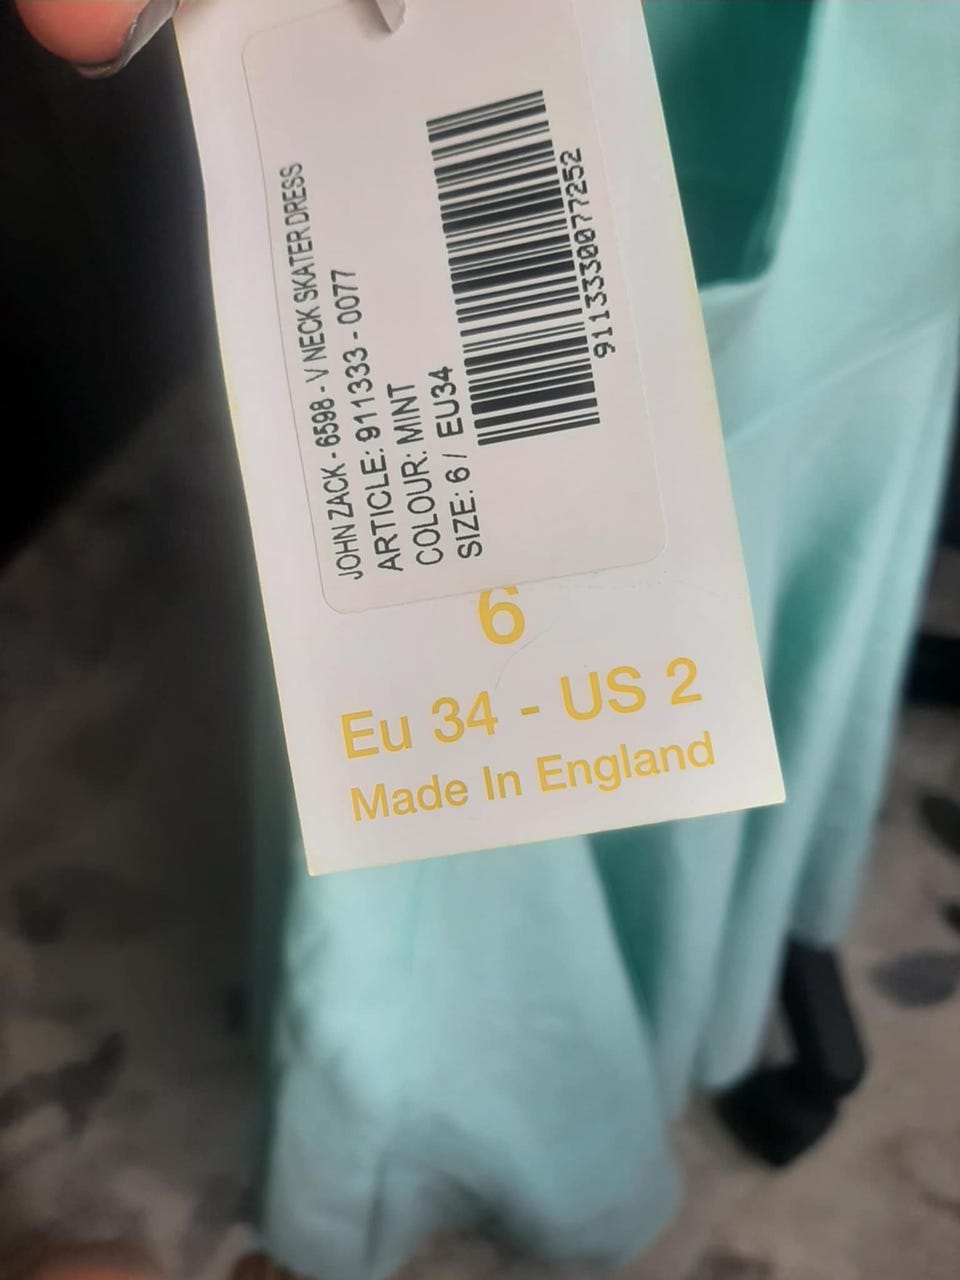 JOHN ZACK - 6598 - V NECK SKATER DRESS
ARTICLE: 911333 - 0077
COLOUR: MINT
SIZE: 6 / EU34
9113330077252
6
Eu 34 - US 2
Made In England